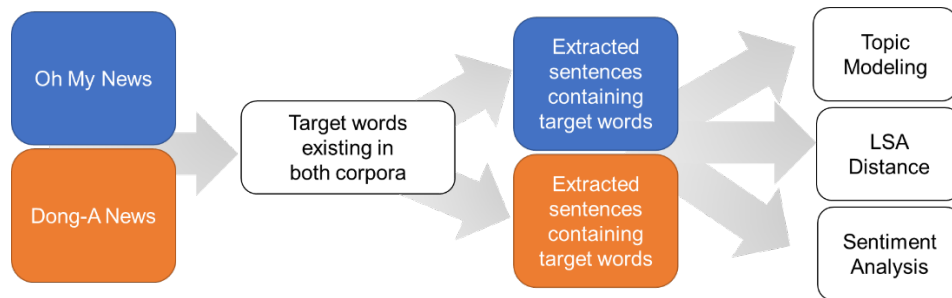 Oh My News
Dong-A News
Target words
existing in
both corpora
Extracted
sentences
containing
target words
Extracted
sentences
containing
target words
Topic
Modeling
LSA
Distance
Sentiment
Analysis